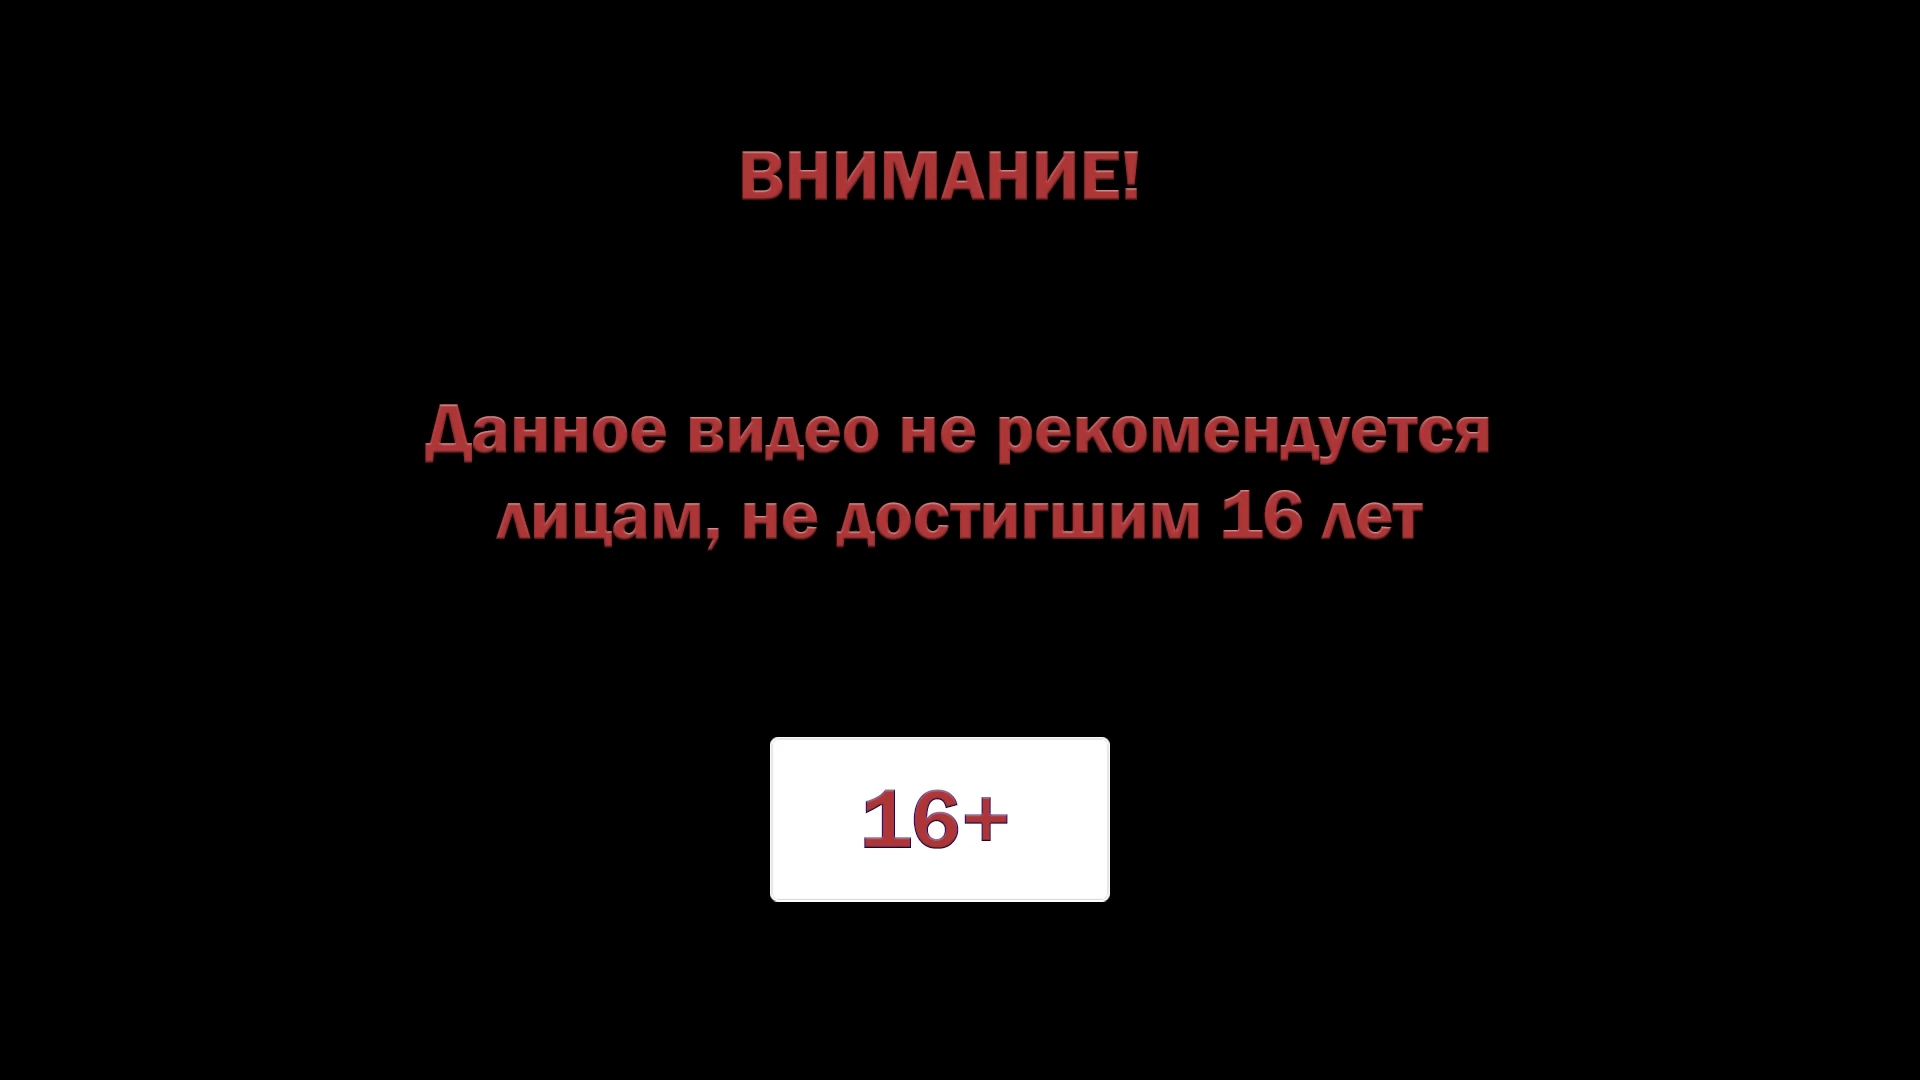 ВНИМАНИЕ!
Данное видео не рекомендуется
лицам, не достигшим 16 лет
16+